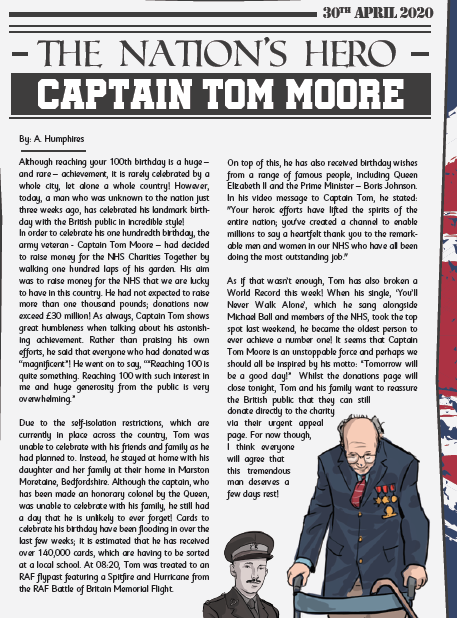 30TH APRIL 2020
– THE NATION'S HERO –
CAPTAIN TOM MOORE
By: A. Humphires
Although reaching your 100th birthday is a huge –
and rare – achievement, it is rarely celebrated by a
whole city, let alone a whole country! However,
today, a man who was unknown to the nation just
three weeks ago, has celebrated his landmark birth-
day with the British public in incredible style!
In order to celebrate his one hundredth birthday, the
army veteran - Captain Tom Moore – had decided
to raise money for the NHS Charities Together by
walking one hundred laps of his garden. His aim
was to raise money for the NHS that we are lucky
to have in this country. He had not expected to raise
more than one thousand pounds; donations now
exceed £30 million! As always, Captain Tom shows
great humbleness when talking about his astonish-
ing achievement. Rather than praising his own
efforts, he said that everyone who had donated was
"magnificent"! He went on to say, ""Reaching 100 is
quite something. Reaching 100 with such interest in
me and huge generosity from the public is very
overwhelming."
Due to the self-isolation restrictions, which are
currently in place across the country, Tom was
unable to celebrate with his friends and family as he
had planned to. Instead, he stayed at home with his
daughter and her family at their home in Marston
Moretaine, Bedfordshire. Although the captain, who
has been made an honorary colonel by the Queen,
was unable to celebrate with his family, he still had
a day that he is unlikely to ever forget! Cards to
celebrate his birthday have been flooding in over the
last few weeks; it is estimated that he has received
over 140,000 cards, which are having to be sorted
at a local school. At 08:20, Tom was treated to an
RAF flypast featuring a Spitfire and Hurricane from
the RAF Battle of Britain Memorial Flight.
On top of this, he has also received birthday wishes
from a range of famous people, including Queen
Elizabeth II and the Prime Minister – Boris Johnson.
In his video message to Captain Tom, he stated:
"Your heroic efforts have lifted the spirits of the
entire nation; you've created a channel to enable
millions to say a heartfelt thank you to the remark-
able men and women in our NHS who have all been
doing the most outstanding job."
As if that wasn't enough, Tom has also broken a
World Record this week! When his single, 'You'll
Never Walk Alone', which he sang alongside
Michael Ball and members of the NHS, took the top
spot last weekend, he became the oldest person to
ever achieve a number one! It seems that Captain
Tom Moore is an unstoppable force and perhaps we
should all be inspired by his motto: "Tomorrow will
be a good day!" Whilst the donations page will
close tonight, Tom and his family want to reassure
the British public that they can still
donate directly to the charity
via their urgent appeal
page. For now though,
I think everyone
will agree that
this tremendous
man deserves a
few days rest!